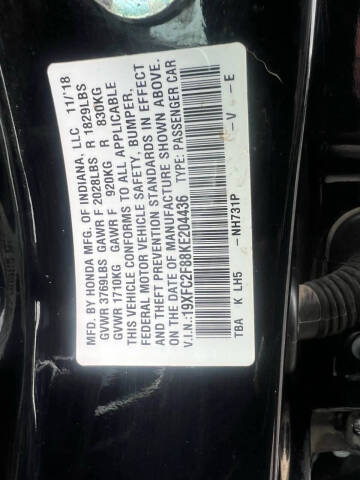 MFD. BY HONDA MFG. OF INDIANA, LLC 11/'18
GVWR 3769LBS GAWR F 2028LBS R 1829LBS
GVWR 1710KG GAWR F 920KG R 830KG
THIS VEHICLE CONFORMS TO ALL APPLICABLE
FEDERAL MOTOR VEHICLE SAFETY, BUMPER,
AND THEFT PREVENTION STANDARDS IN EFFECT
ON THE DATE OF MANUFACTURE SHOWN ABOVE.
V.I.N.:19XFC2F88KE204436 TYPE: PASSENGER CAR
-NH731P -V -E
TBA K LH5